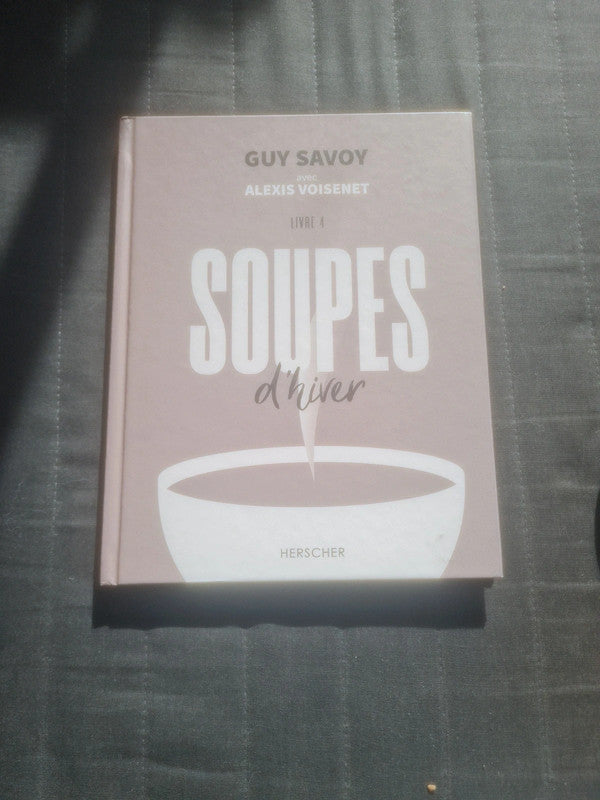 GUY SAVOY
avec
ALEXIS VOISENET
LIVRE 4
SOUPES
d'hiver
HERSCHER